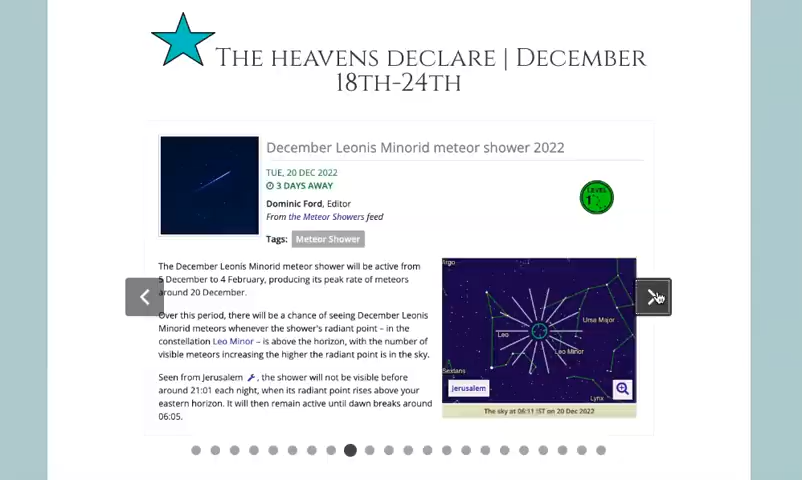 THE HEAVENS DECLARE | DECEMBER
18TH-24TH
December Leonis Minorid meteor shower 2022
TUE, 20 DEC 2022
3 DAYS AWAY
Dominic Ford, Editor
From the Meteor Showers feed
Tags: Meteor Shower
LEVEL
1
The December Leonis Minorid meteor shower will be active from
5 December to 4 February, producing its peak rate of meteors
around 20 December.
Over this period, there will be a chance of seeing December Leonis
Minorid meteors whenever the shower's radiant point – in the
constellation Leo Minor – is above the horizon, with the number of
visible meteors increasing the higher the radiant point is in the sky.
Seen from Jerusalem , the shower will not be visible before
around 21:01 each night, when its radiant point rises above your
eastern horizon. It will then remain active until dawn breaks around
06:05.
Argo
Ursa Major
Leo
Leo Minor
Sextans
Jerusalem
Lynx
The sky at 06:11 IST on 20 Dec 2022